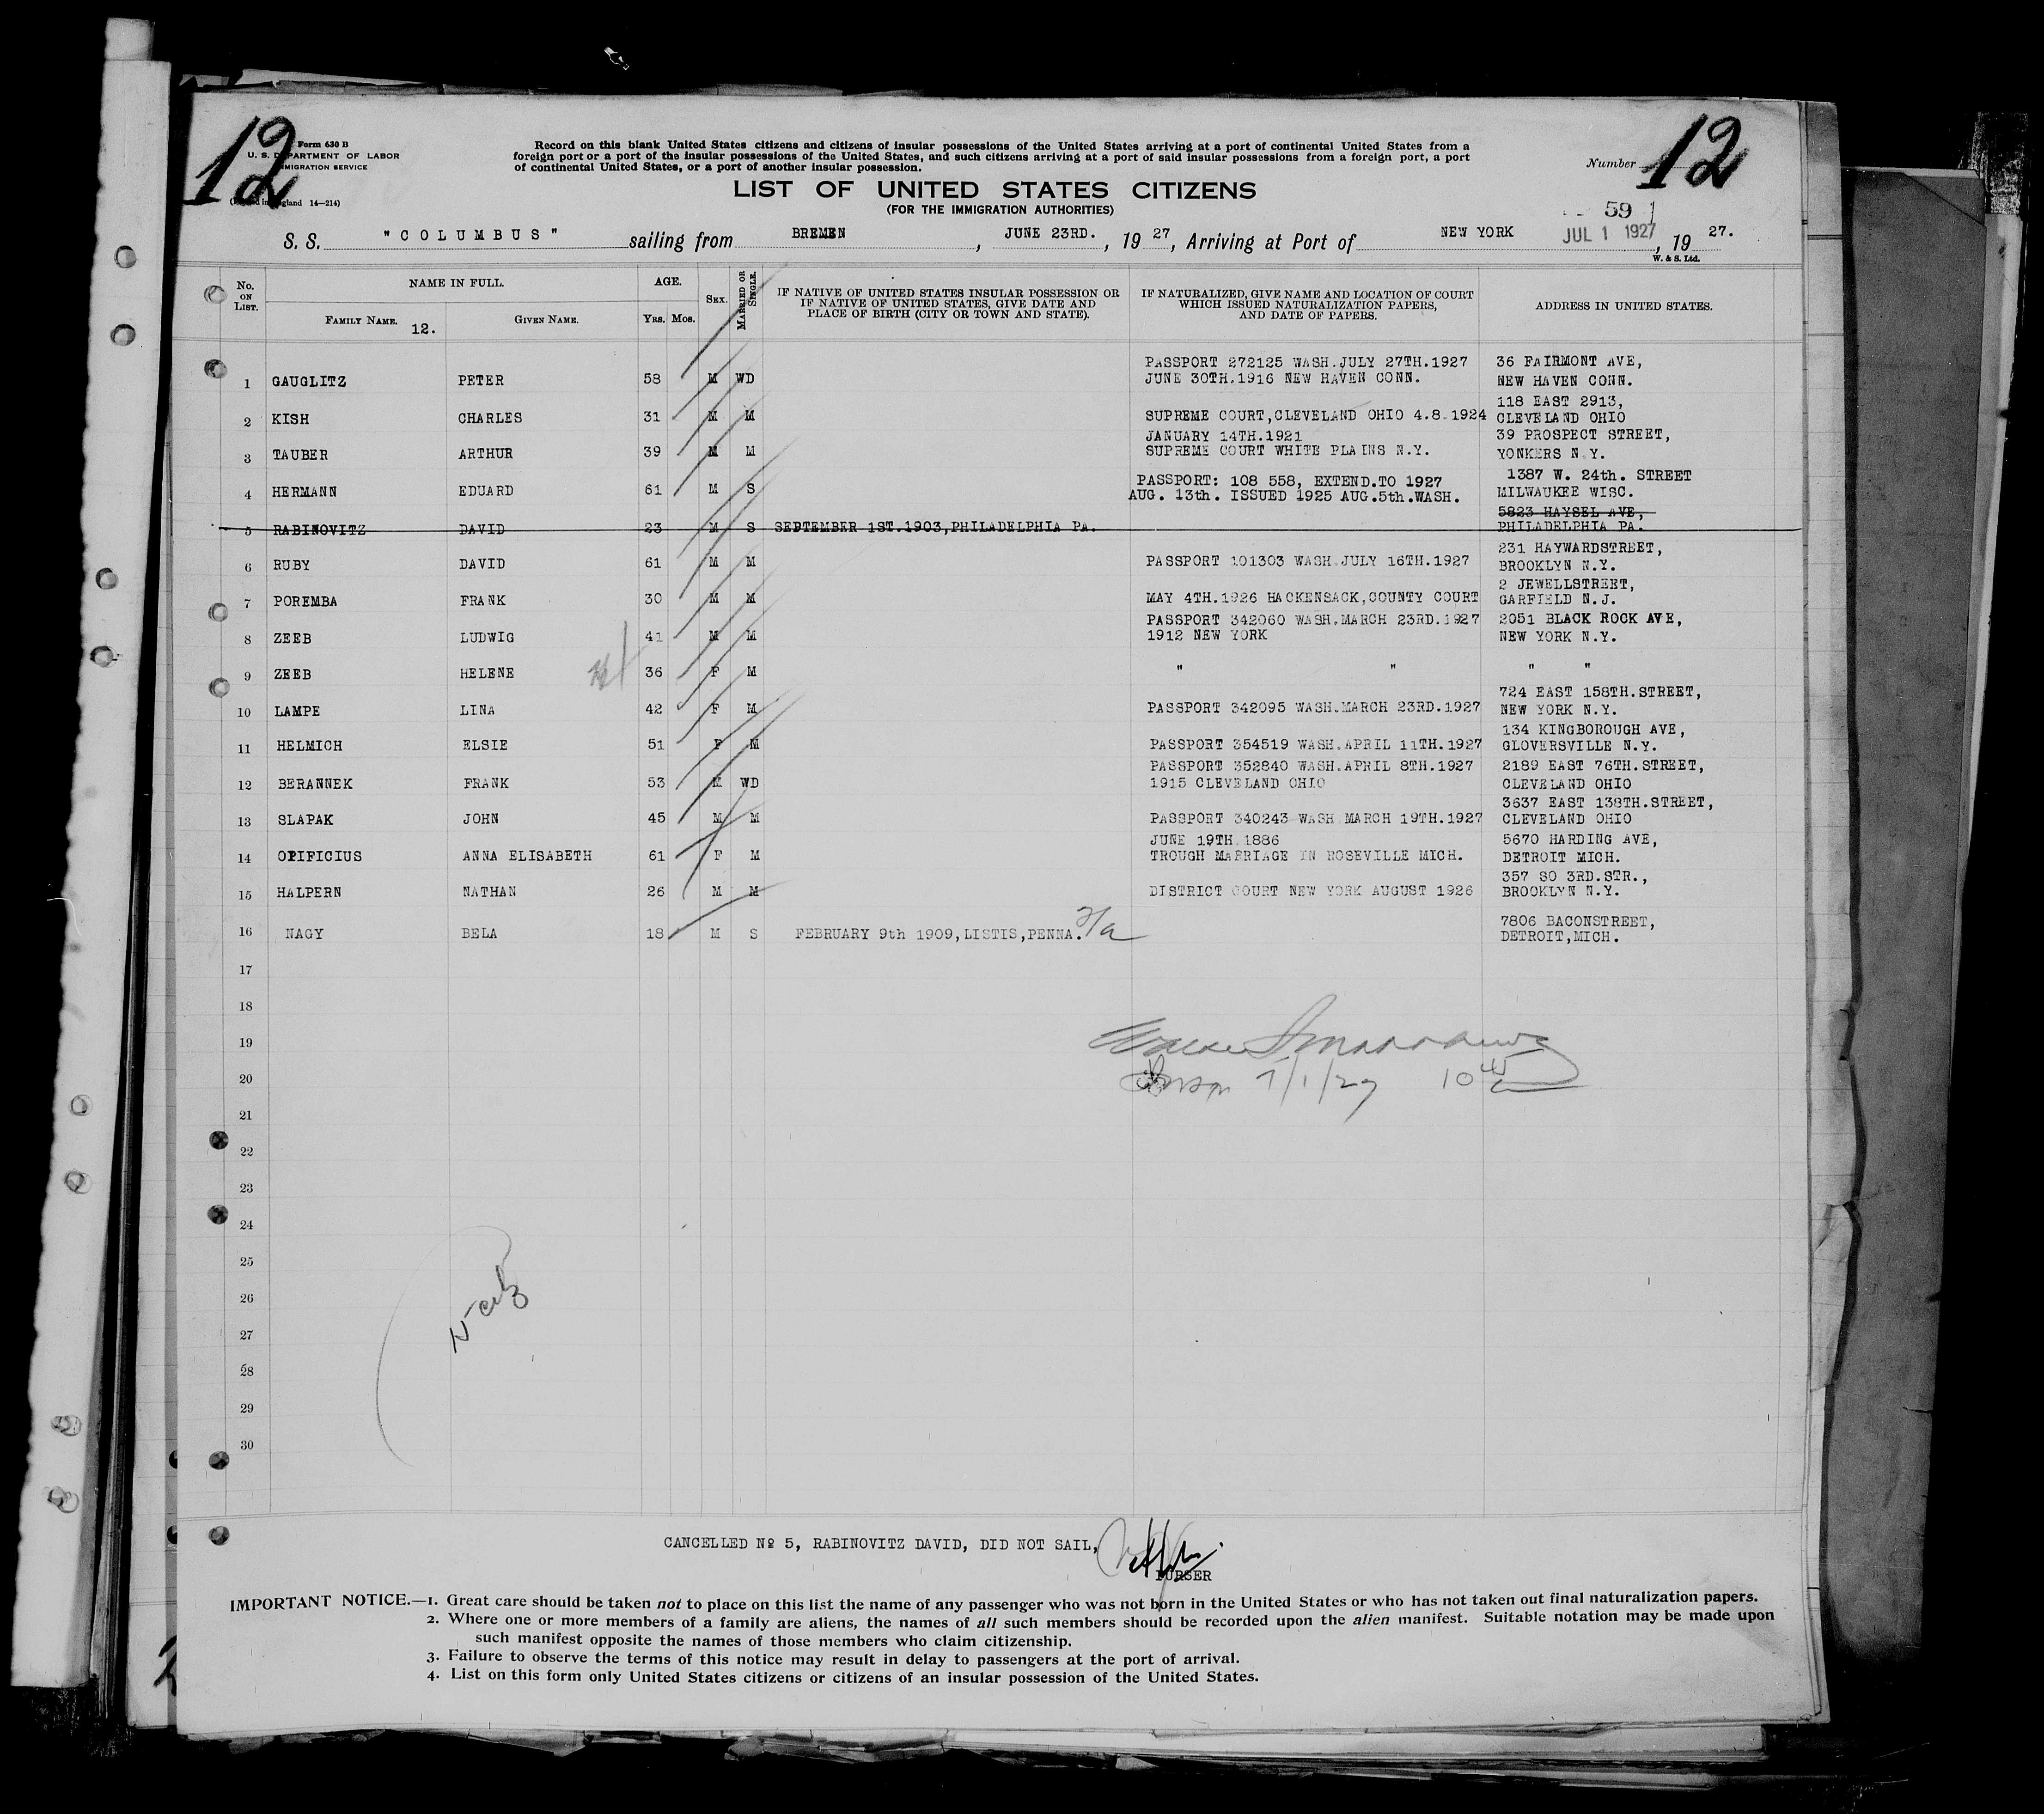 12
Form 630 B
U. S. DEPARTMENT OF LABOR
IMMIGRATION SERVICE
14—214)
Record on this blank United States citizens and citizens of insular possessions of the United States arriving at a port of continental United States from a
foreign port or a port of the insular possessions of the United States, and such citizens arriving at a port of said insular possessions from a foreign port, a port
of continental United States, or a port of another insular possession.
Number 12
LIST OF UNITED STATES CITIZENS
(FOR THE IMMIGRATION AUTHORITIES)
59
JUL 1 1927
S. S. "COLUMBUS" sailing from BREMEN, JUNE 23RD., 1927, Arriving at Port of NEW YORK, 1927.
W. & S. Ltd.
No. ON LIST. NAME IN FULL. AGE. SEX. MARRIED OR SINGLE. IF NATIVE OF UNITED STATES INSULAR POSSESSION OR IF NATIVE OF UNITED STATES, GIVE DATE AND PLACE OF BIRTH (CITY OR TOWN AND STATE). IF NATURALIZED, GIVE NAME AND LOCATION OF COURT WHICH ISSUED NATURALIZATION PAPERS, AND DATE OF PAPERS. ADDRESS IN UNITED STATES.
FAMILY NAME. 12. GIVEN NAME. YRS. MOS.
PASSPORT 272125 WASH.JULY 27TH.1927 36 FAIRMONT AVE,
1 GAUGLITZ PETER 58 M WD JUNE 30TH.1916 NEW HAVEN CONN. NEW HAVEN CONN.
118 EAST 2913,
2 KISH CHARLES 31 M M SUPREME COURT,CLEVELAND OHIO 4.8.1924 CLEVELAND OHIO
JANUARY 14TH.1921 39 PROSPECT STREET,
3 TAUBER ARTHUR 39 M M SUPREME COURT WHITE PLAINS N.Y. YONKERS N.Y.
PASSPORT: 108 558, EXTEND.TO 1927 1387 W. 24th. STREET
4 HERMANN EDUARD 61 M S AUG. 13th. ISSUED 1925 AUG.5th.WASH. MILWAUKEE WISC.
5823 HAYSEL AVE,
5 RABINOVITZ DAVID 23 M S SEPTEMBER 1ST.1903,PHILADELPHIA PA. PHILADELPHIA PA.
231 HAYWARDSTREET,
6 RUBY DAVID 61 M M PASSPORT 101303 WASH.JULY 16TH.1927 BROOKLYN N.Y.
2 JEWELLSTREET,
7 POREMBA FRANK 30 M M MAY 4TH.1926 HACKENSACK,COUNTY COURT GARFIELD N.J.
PASSPORT 342060 WASH.MARCH 23RD.1927 2051 BLACK ROCK AVE,
8 ZEEB LUDWIG 41 M M 1912 NEW YORK NEW YORK N.Y.
9 ZEEB HELENE 36 F M " " " "
724 EAST 158TH.STREET,
10 LAMPE LINA 42 F M PASSPORT 342095 WASH.MARCH 23RD.1927 NEW YORK N.Y.
134 KINGBOROUGH AVE,
11 HELMICH ELSIE 51 F M PASSPORT 354519 WASH.APRIL 11TH.1927 GLOVERSVILLE N.Y.
PASSPORT 352840 WASH.APRIL 8TH.1927 2189 EAST 76TH.STREET,
12 BERANNEK FRANK 53 M WD 1915 CLEVELAND OHIO CLEVELAND OHIO
3637 EAST 138TH.STREET,
13 SLAPAK JOHN 45 M M PASSPORT 340243 WASH MARCH 19TH.1927 CLEVELAND OHIO
JUNE 19TH.1886 5670 HARDING AVE,
14 OPIFICIUS ANNA ELISABETH 61 F M TROUGH MARRIAGE IN ROSEVILLE MICH. DETROIT MICH.
357 SO 3RD.STR.,
15 HALPERN NATHAN 26 M M DISTRICT COURT NEW YORK AUGUST 1926 BROOKLYN N.Y.
7806 BACONSTREET,
16 NAGY BELA 18 M S FEBRUARY 9th 1909,LISTIS,PENNA. DETROIT,MICH.
17
18
19
20 7/1/27 10
21
22
23
24
25
26
27
28
29
30
CANCELLED № 5, RABINOVITZ DAVID, DID NOT SAIL,
PURSER
IMPORTANT NOTICE.—1. Great care should be taken not to place on this list the name of any passenger who was not born in the United States or who has not taken out final naturalization papers.
2. Where one or more members of a family are aliens, the names of all such members should be recorded upon the alien manifest. Suitable notation may be made upon
such manifest opposite the names of those members who claim citizenship.
3. Failure to observe the terms of this notice may result in delay to passengers at the port of arrival.
4. List on this form only United States citizens or citizens of an insular possession of the United States.